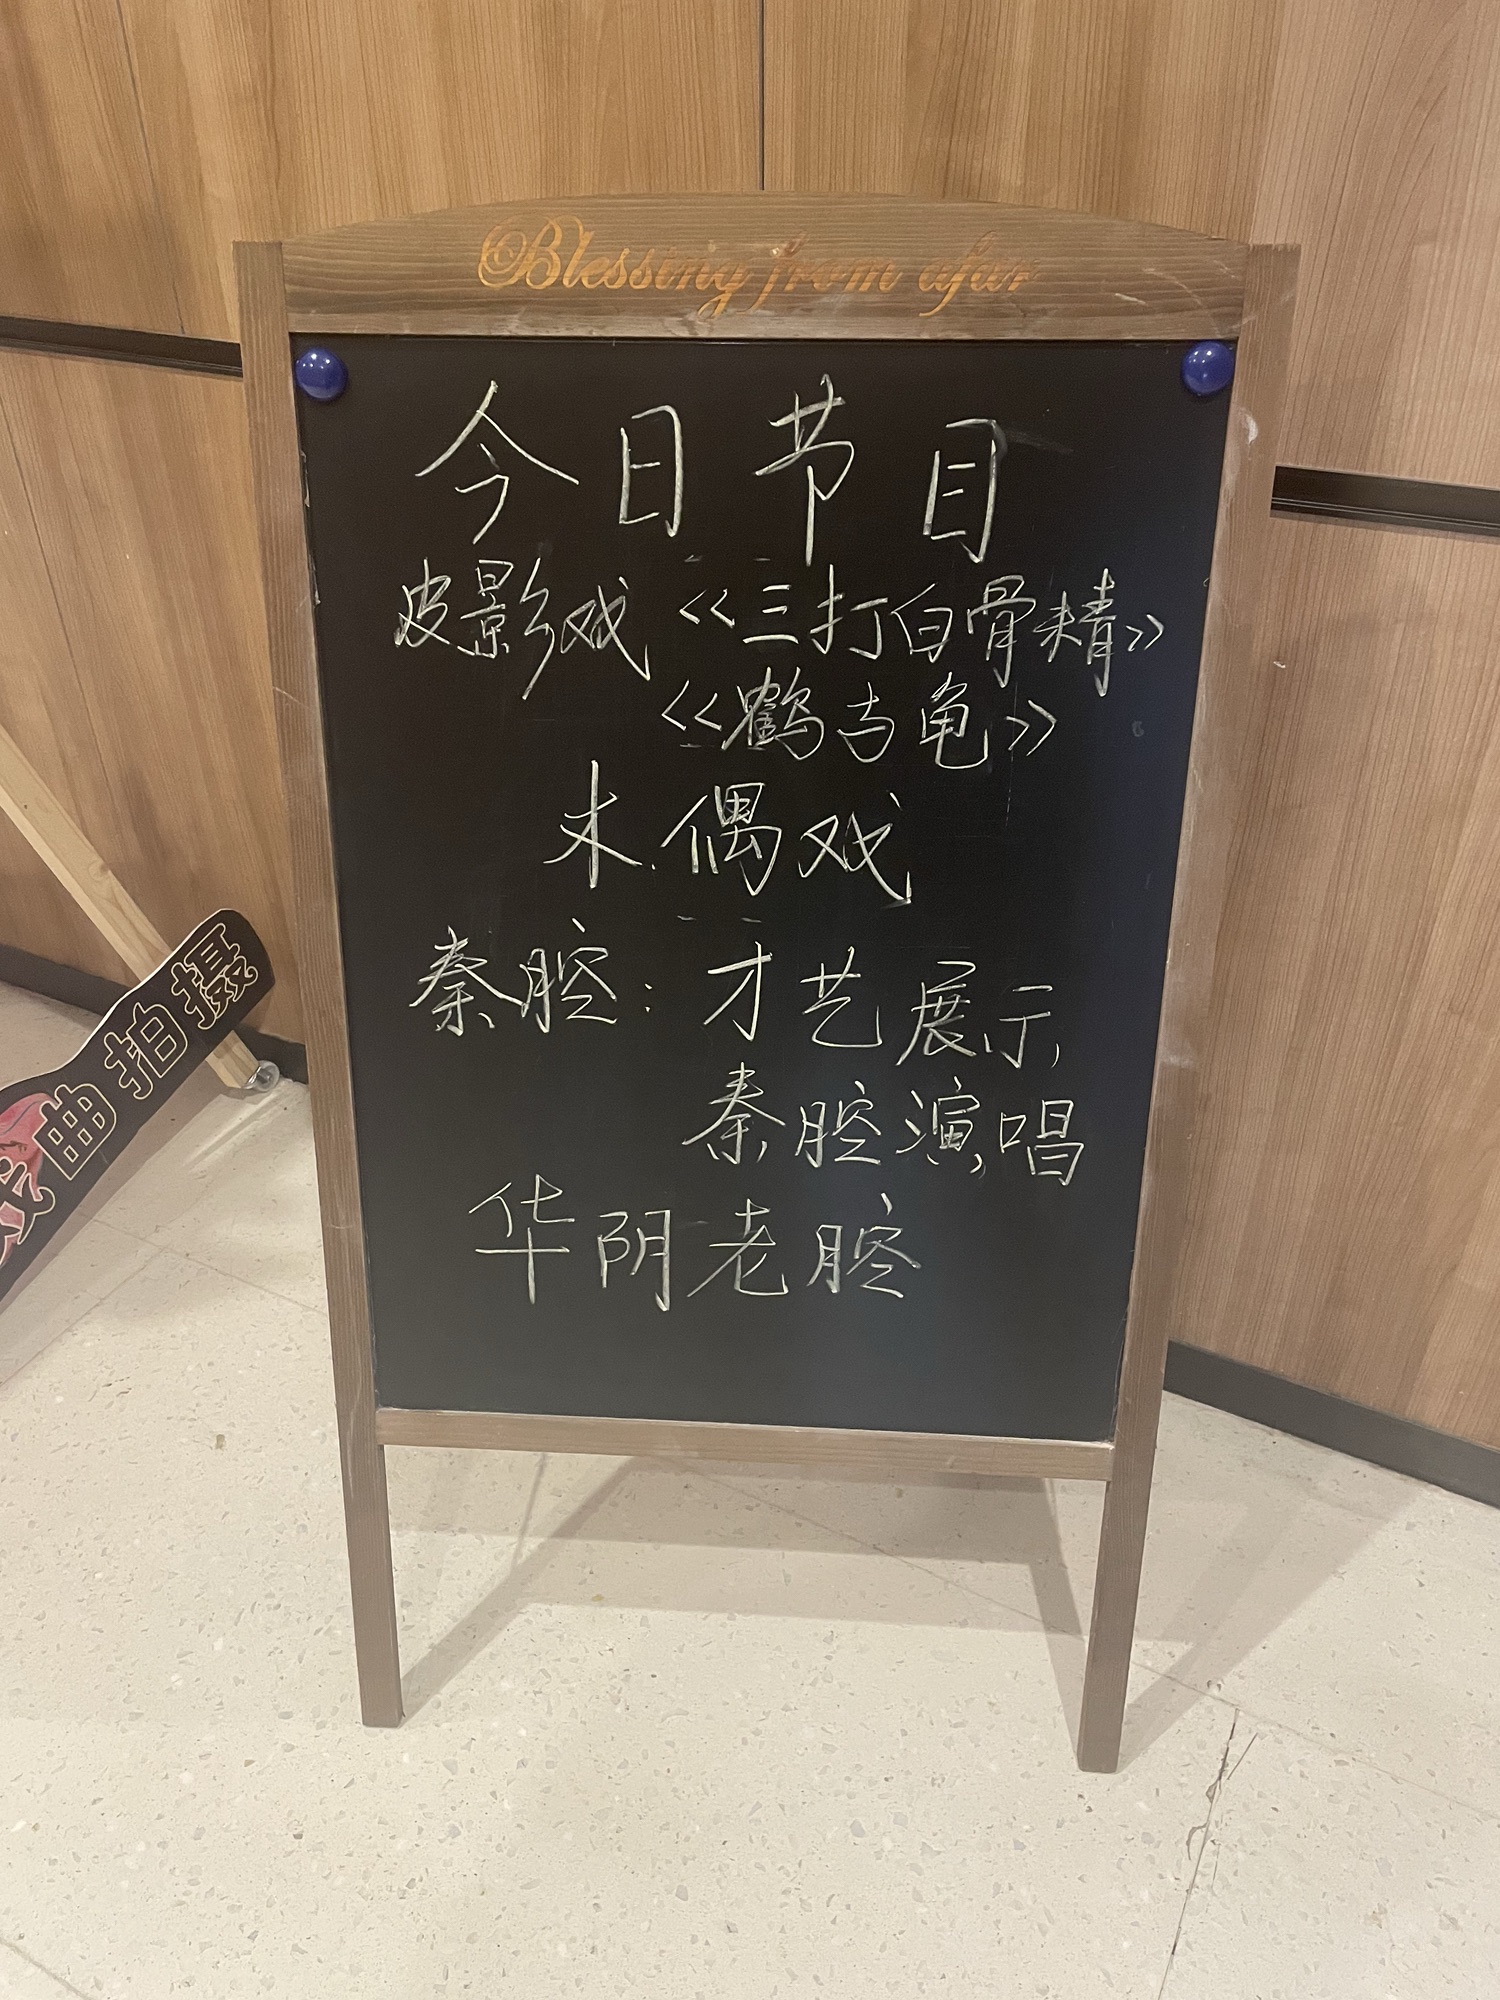 Blessing from afar
今日节目
皮影戏《三打白骨精》
《鹤与龟》
木偶戏
秦腔：才艺展示，
秦腔演唱
华阴老腔
戏曲拍摄